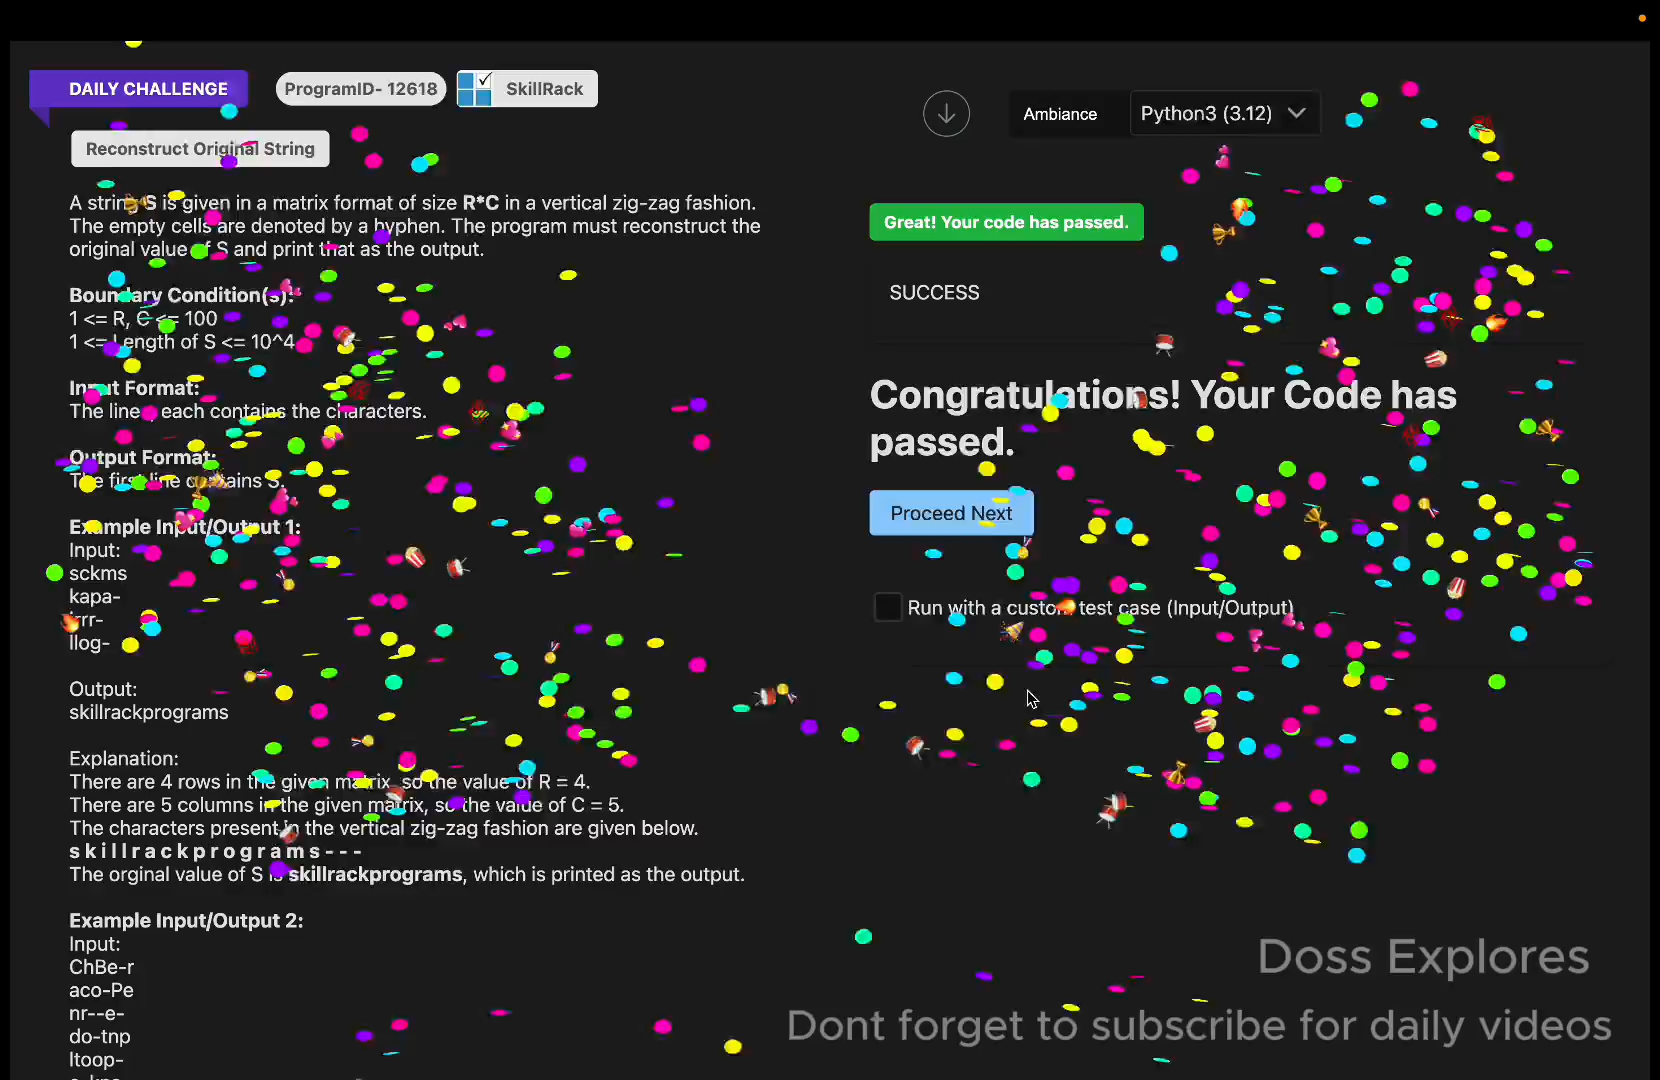 DAILY CHALLENGE
ProgramID- 12618
SkillRack
Reconstruct Original String
A string S is given in a matrix format of size R*C in a vertical zig-zag fashion.
The empty cells are denoted by a hyphen. The program must reconstruct the
original value of S and print that as the output.
Boundary Condition(s):
1 <= R, C <= 100
1 <= Length of S <= 10^4
Input Format:
The lines each contains the characters.
Output Format:
The first line contains S.
Example Input/Output 1:
Input:
sckms
kapa-
irrr-
llog-
Output:
skillrackprograms
Explanation:
There are 4 rows in the given matrix, so the value of R = 4.
There are 5 columns in the given matrix, so the value of C = 5.
The characters present in the vertical zig-zag fashion are given below.
s k i l l r a c k p r o g r a m s - - -
The orginal value of S is skillrackprograms, which is printed as the output.
Example Input/Output 2:
Input:
ChBe-r
aco-Pe
nr--e-
do-tnp
ltoop-
Ambiance
Python3 (3.12)
Great! Your code has passed.
SUCCESS
Congratulations! Your Code has
passed.
Proceed Next
Run with a custom test case (Input/Output)
Doss Explores
Dont forget to subscribe for daily videos